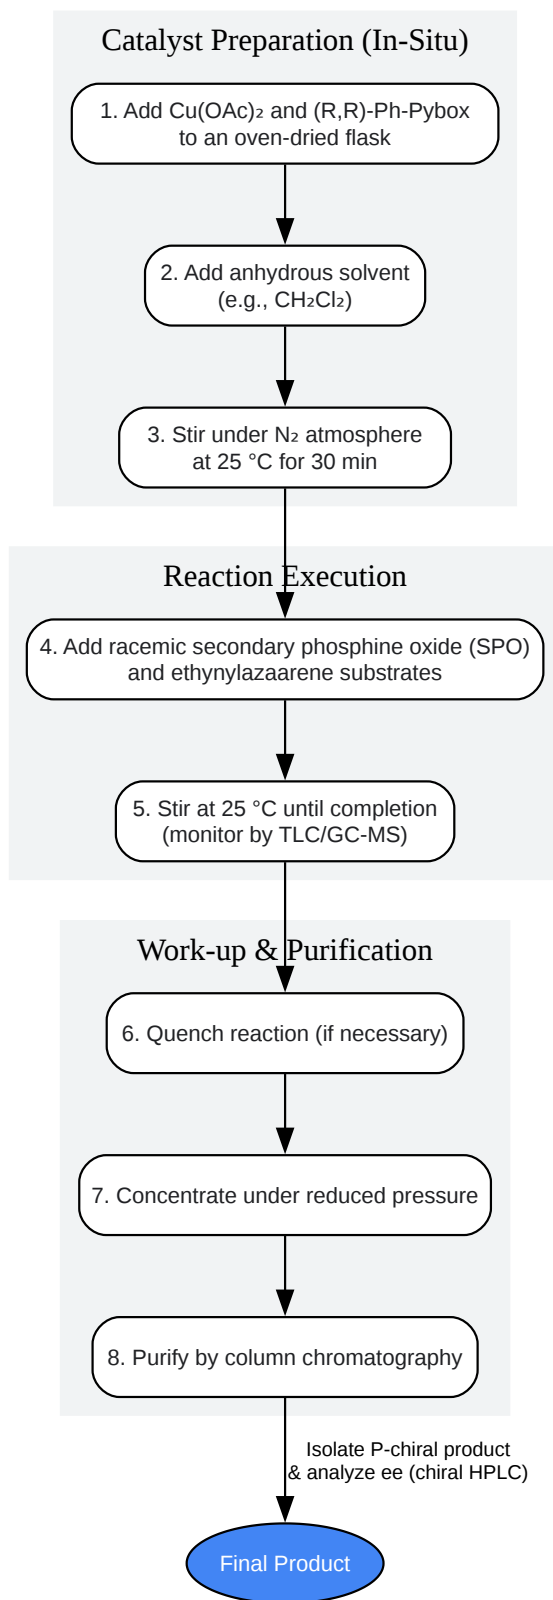 Catalyst Preparation (In-Situ)
1. Add Cu(OAc)₂ and (R,R)-Ph-Pybox
to an oven-dried flask
2. Add anhydrous solvent
(e.g., CH₂Cl₂)
3. Stir under N₂ atmosphere
at 25 °C for 30 min
Reaction Execution
4. Add racemic secondary phosphine oxide (SPO)
and ethynylazaarene substrates
5. Stir at 25 °C until completion
(monitor by TLC/GC-MS)
Work-up & Purification
6. Quench reaction (if necessary)
7. Concentrate under reduced pressure
8. Purify by column chromatography
Isolate P-chiral product
& analyze ee (chiral HPLC)
Final Product